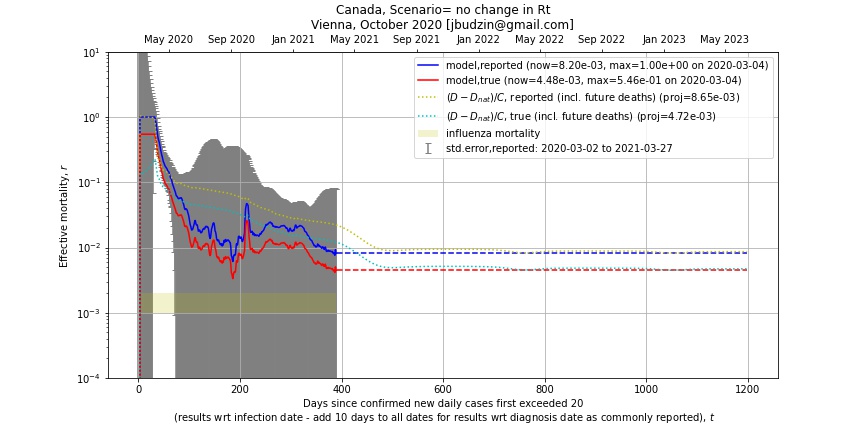 Canada, Scenario= no change in Rt
Vienna, October 2020 [jbudzin@gmail.com]
May 2020 Sep 2020 Jan 2021 May 2021 Sep 2021 Jan 2022 May 2022 Sep 2022 Jan 2023 May 2023
model,reported (now=8.20e-03, max=1.00e+00 on 2020-03-04)
model,true (now=4.48e-03, max=5.46e-01 on 2020-03-04)
(D − Dnat)/C, reported (incl. future deaths) (proj=8.65e-03)
(D − Dnat)/C, true (incl. future deaths) (proj=4.72e-03)
influenza mortality
std.error,reported: 2020-03-02 to 2021-03-27
Effective mortality, r
10^1
10^0
10^−1
10^−2
10^−3
10^−4
0 200 400 600 800 1000 1200
Days since confirmed new daily cases first exceeded 20
(results wrt infection date - add 10 days to all dates for results wrt diagnosis date as commonly reported), t